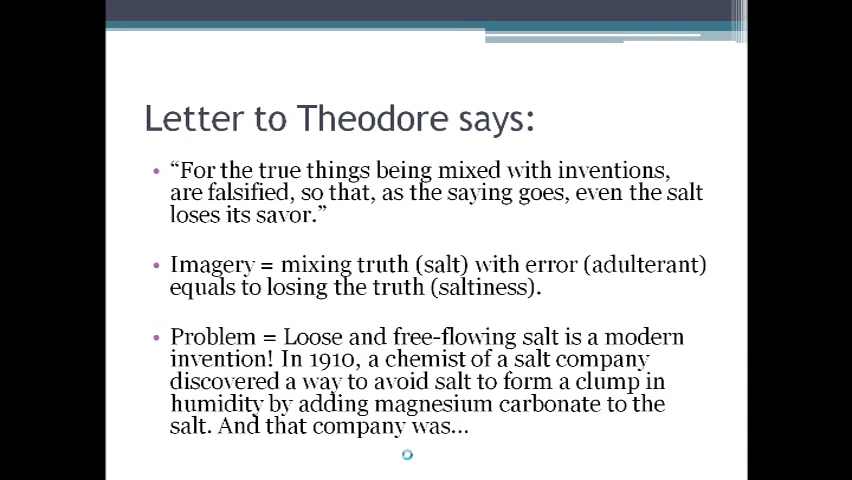 Letter to Theodore says:
• “For the true things being mixed with inventions,
are falsified, so that, as the saying goes, even the salt
loses its savor.”
• Imagery = mixing truth (salt) with error (adulterant)
equals to losing the truth (saltiness).
• Problem = Loose and free-flowing salt is a modern
invention! In 1910, a chemist of a salt company
discovered a way to avoid salt to form a clump in
humidity by adding magnesium carbonate to the
salt. And that company was...